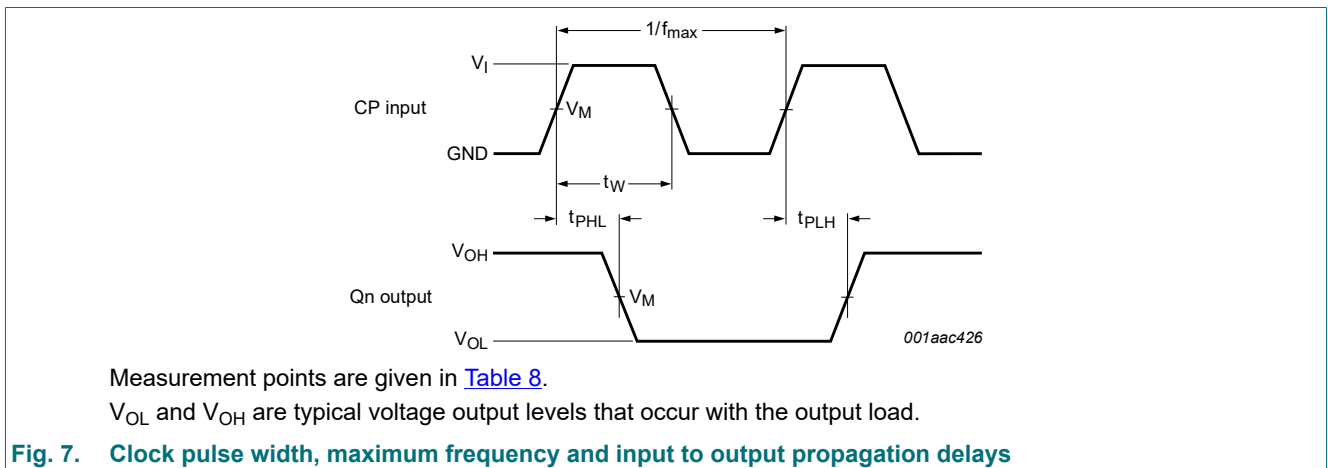 1/fmax
VI
CP input
VM
GND
tW
tPHL
tPLH
VOH
Qn output
VM
VOL
001aac426
Measurement points are given in Table 8.
VOL and VOH are typical voltage output levels that occur with the output load.
Fig. 7. Clock pulse width, maximum frequency and input to output propagation delays